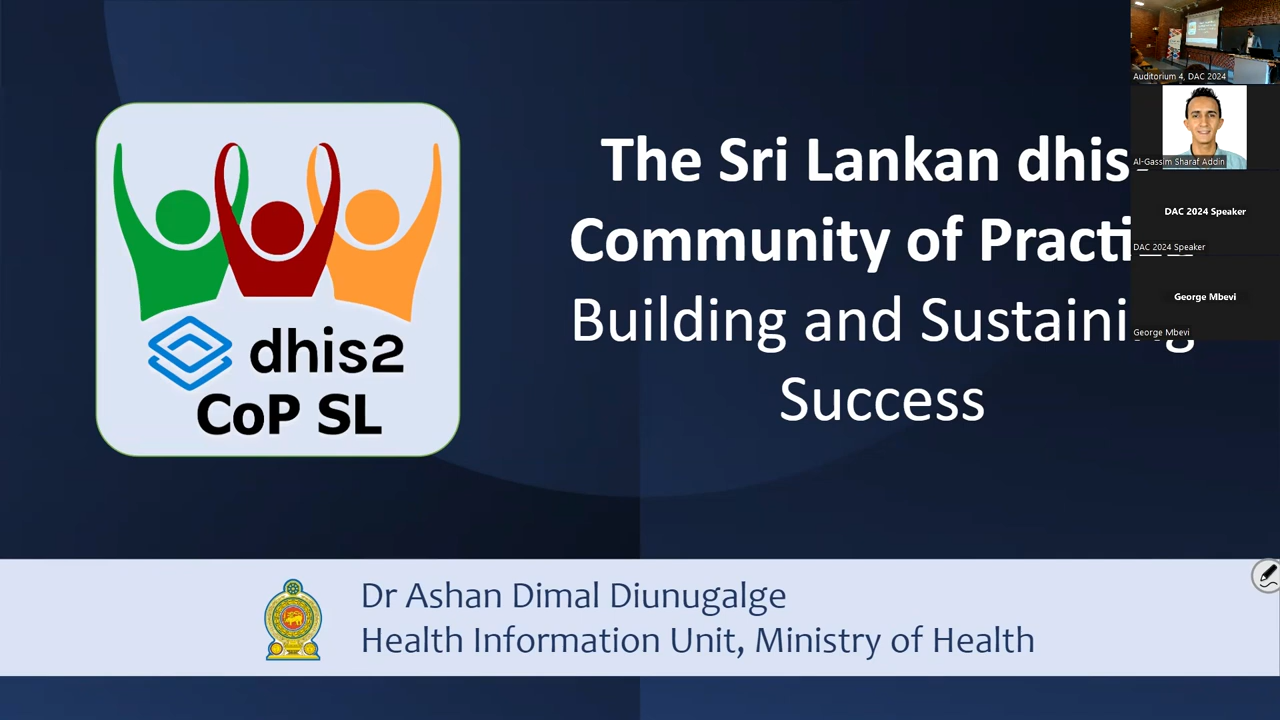 dhis2
CoP SL
The Sri Lankan dhis
Community of Practi
Building and Sustaining
Success
Dr Ashan Dimal Diunugalge
Health Information Unit, Ministry of Health
Auditorium 4, DAC 2024
Al-Gassim Sharaf Addin
DAC 2024 Speaker
DAC 2024 Speaker
George Mbevi
George Mbevi